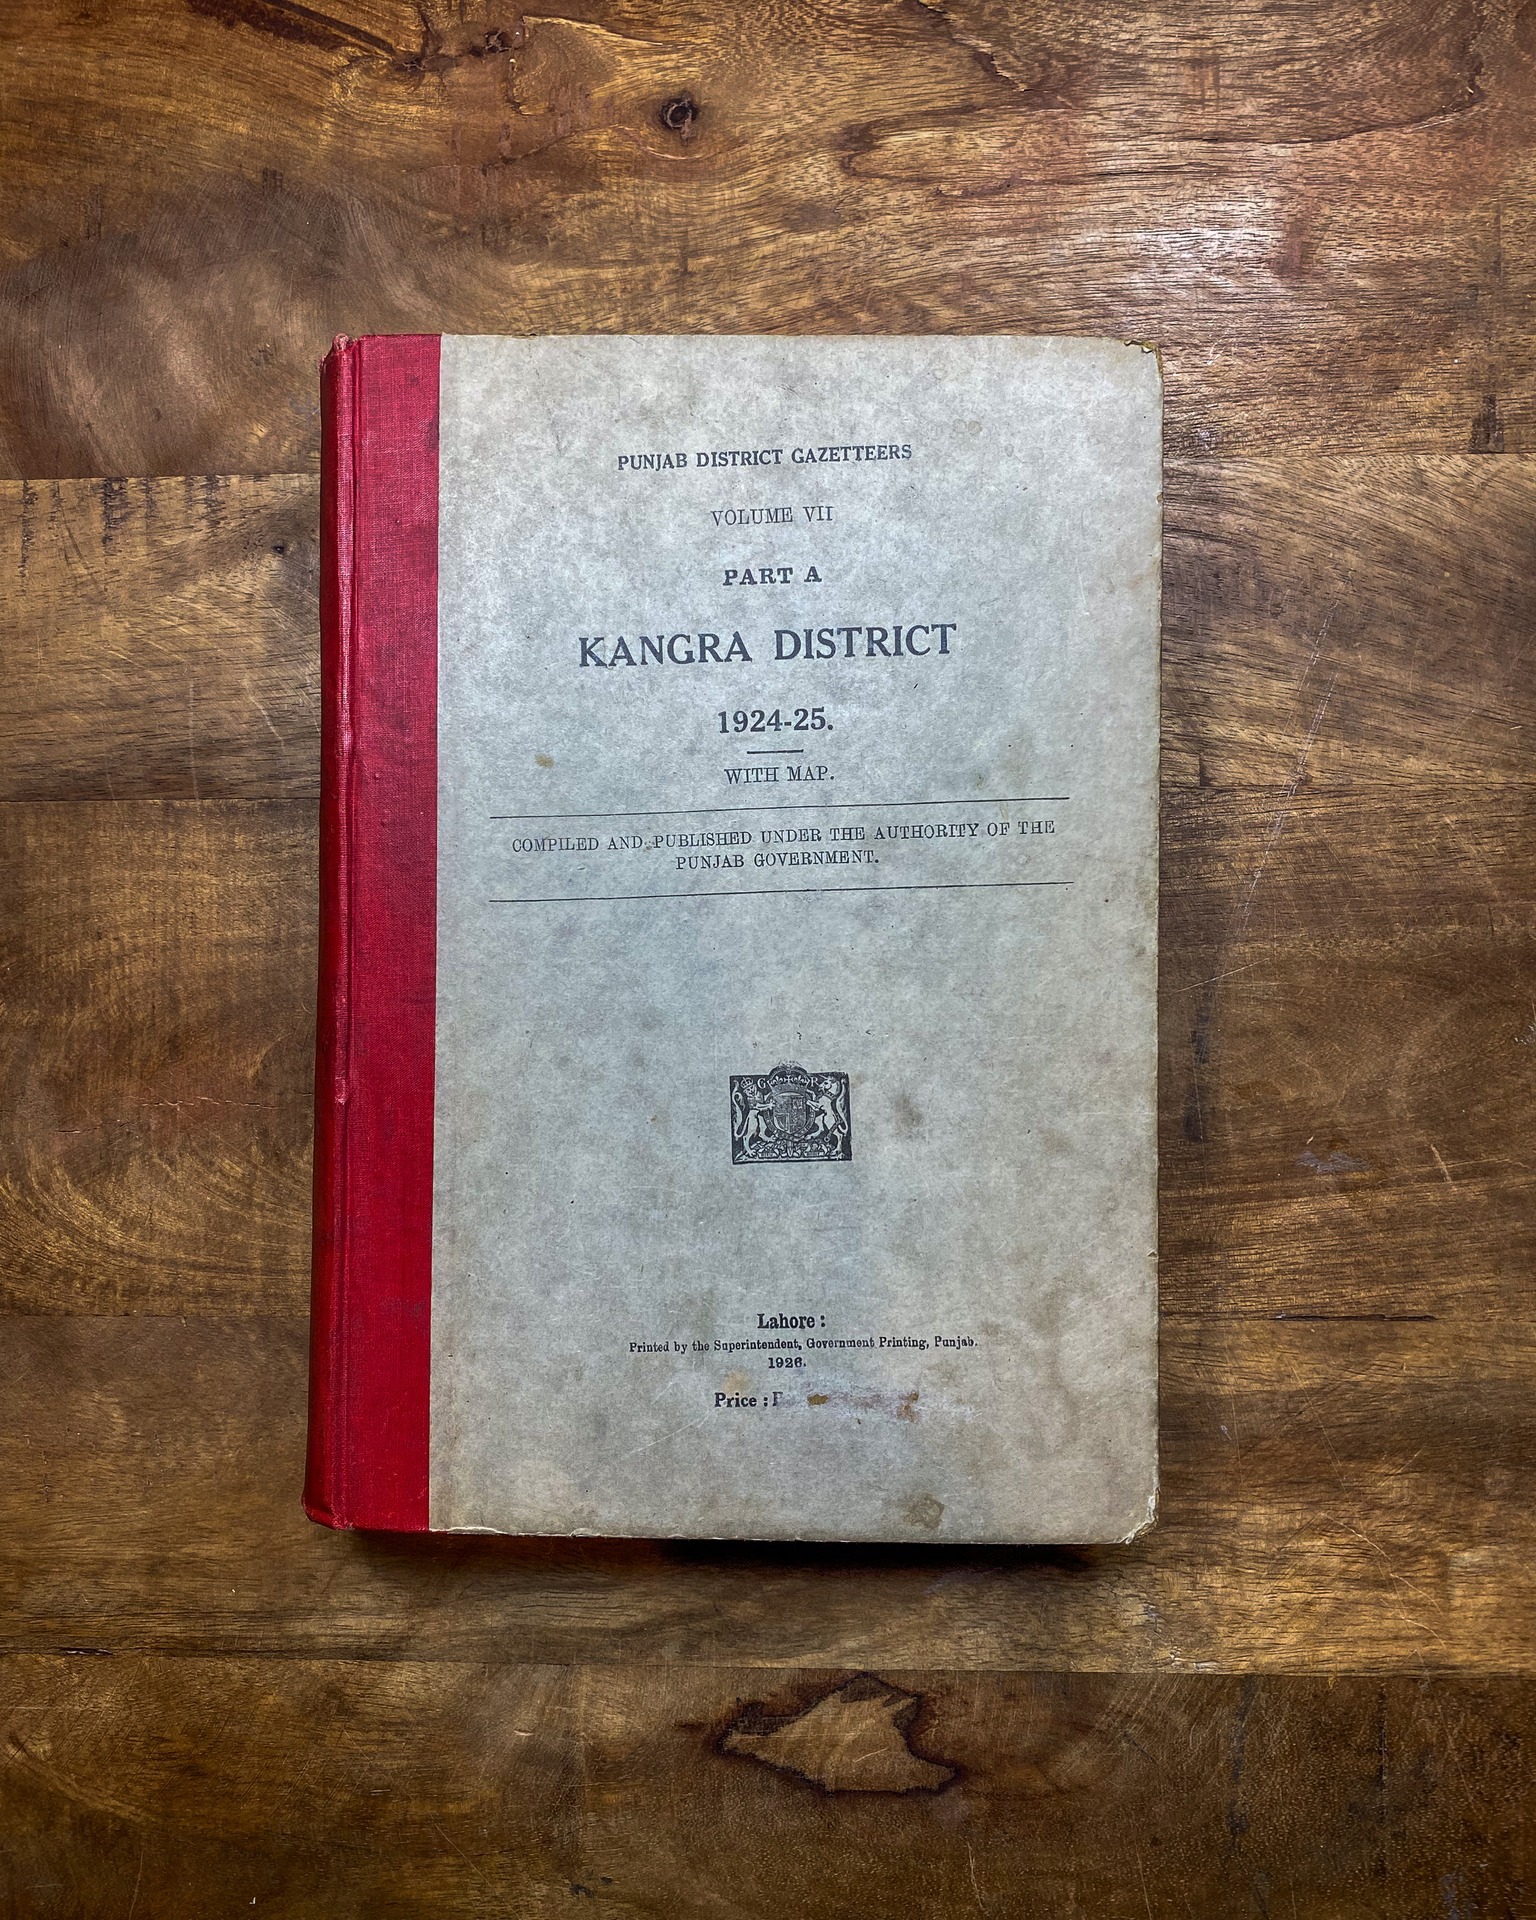 PUNJAB DISTRICT GAZETTEERS
VOLUME VII
PART A
KANGRA DISTRICT
1924-25.
WITH MAP.
COMPILED AND PUBLISHED UNDER THE AUTHORITY OF THE
PUNJAB GOVERNMENT.
G R
Lahore :
Printed by the Superintendent, Government Printing, Punjab.
1926.
Price :